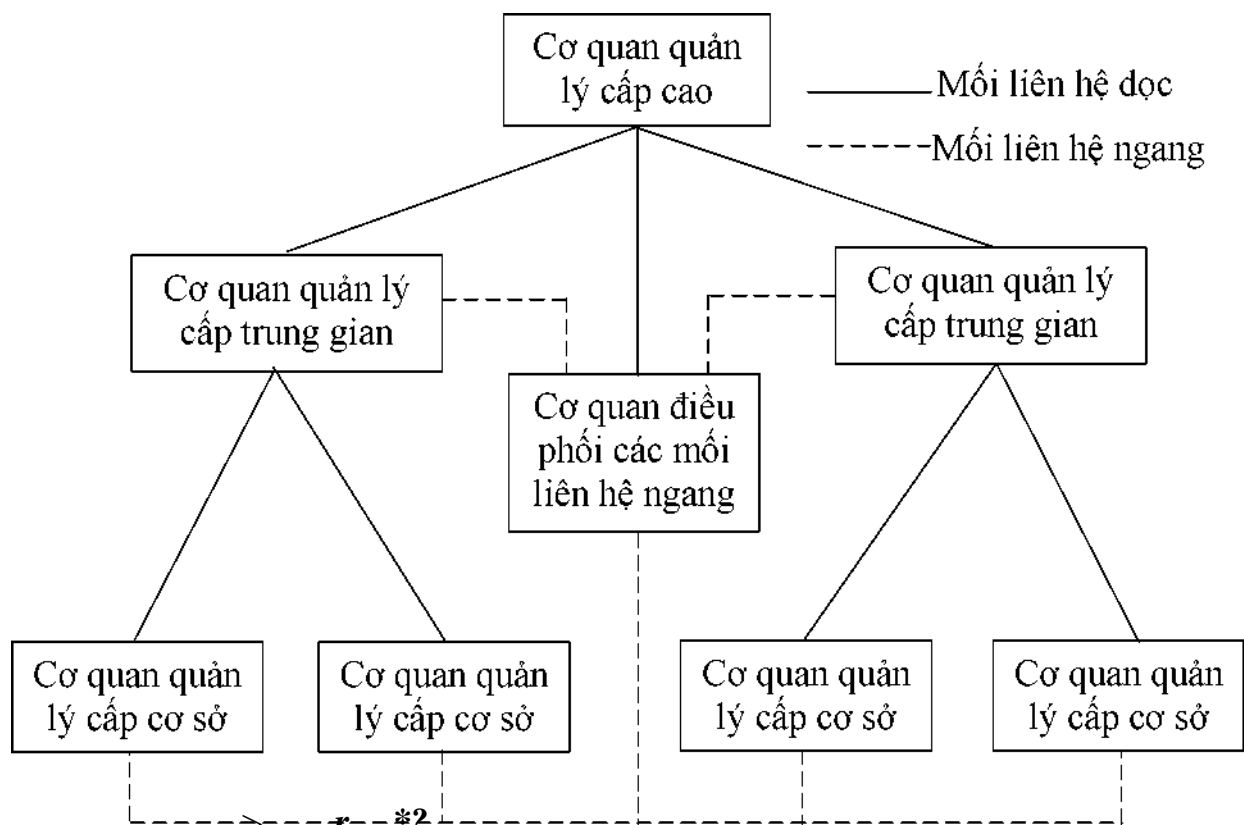 Cơ quan quản
lý cấp cao
Mối liên hệ dọc
Mối liên hệ ngang
Cơ quan quản lý
cấp trung gian
Cơ quan quản lý
cấp trung gian
Cơ quan điều
phối các mối
liên hệ ngang
Cơ quan quản
lý cấp cơ sở
Cơ quan quản
lý cấp cơ sở
Cơ quan quản
lý cấp cơ sở
Cơ quan quản
lý cấp cơ sở